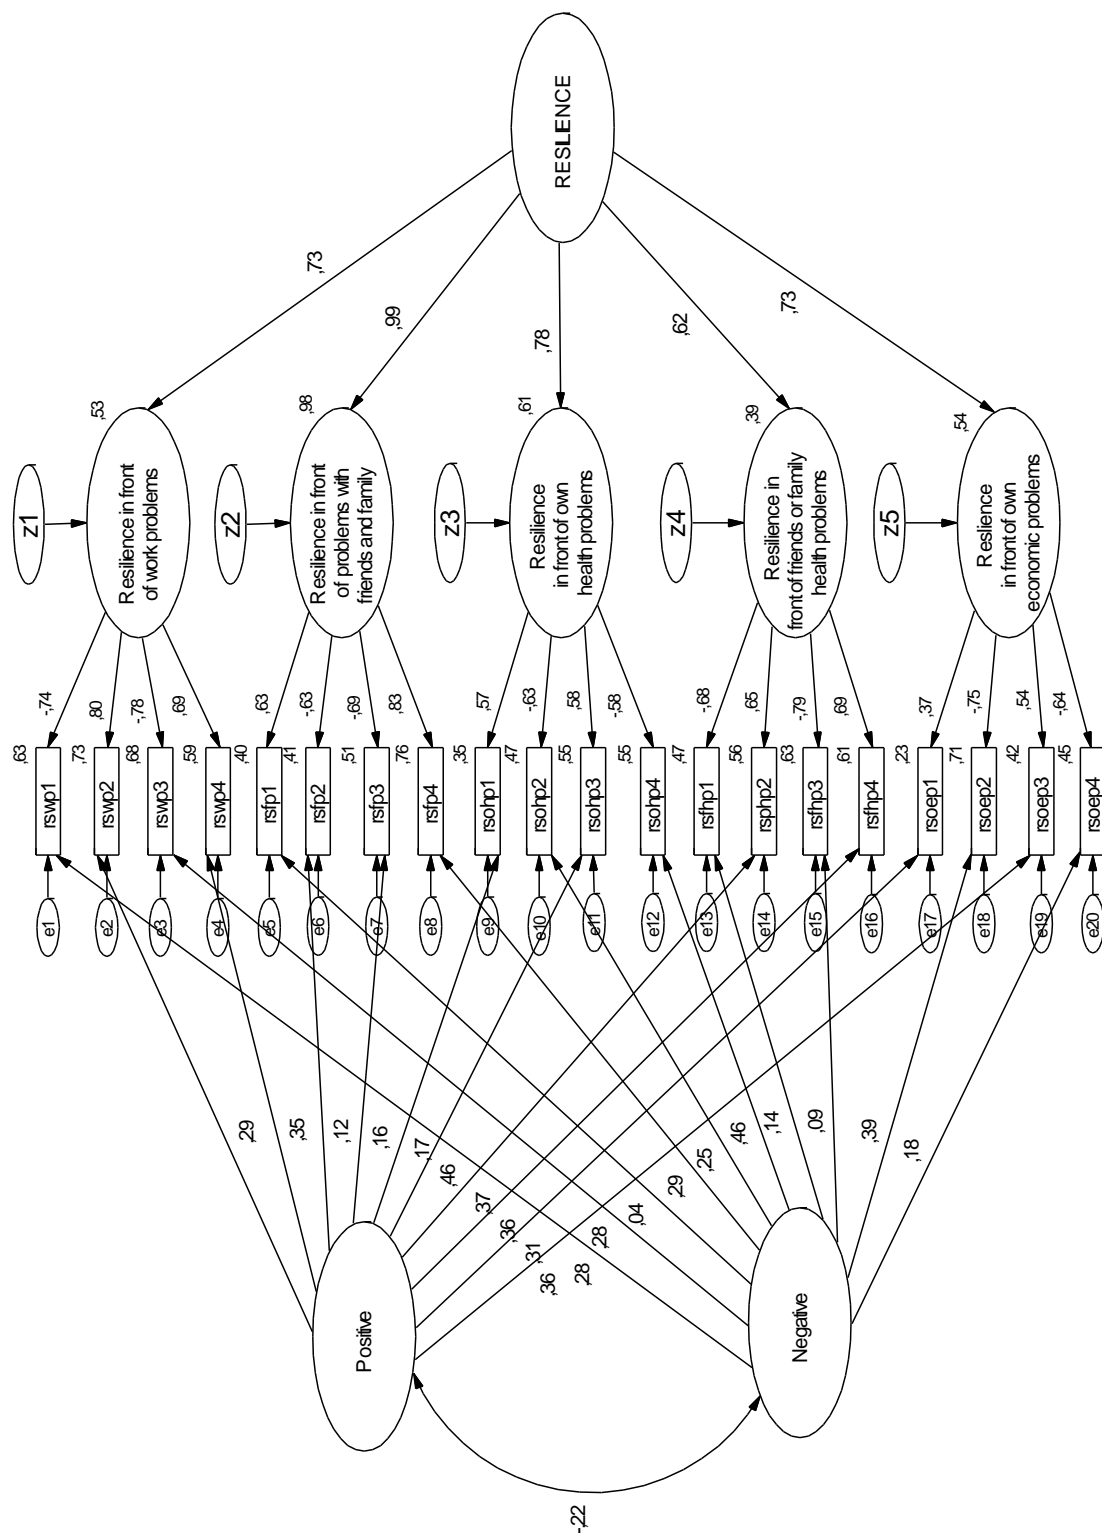 RESLENCE
,73
,99
,78
,62
,73
z1
z2
z3
z4
z5
,53
,98
,61
,39
,54
Resilience in front
of work problems
Resilience in front
of problems with
friends and family
Resilience
in front of own
health problems
Resilience in
front of friends or family
health problems
Reslience
in front of own
economic problems
-,74
,80
-,78
,69
,63
-,63
-,69
,83
,57
-,63
,58
-,58
-,68
,65
-,79
,69
,37
-,75
,54
-,64
,63
,73
,68
,59
,40
,41
,51
,76
,35
,47
,55
,55
,47
,56
,63
,61
,23
,71
,42
,45
rswp1
rswp2
rswp3
rswp4
rsfp1
rsfp2
rsfp3
rsfp4
rsohp1
rsohp2
rsohp3
rsohp4
rsfhp1
rsphp2
rsfhp3
rsfhp4
rsoep1
rsoep2
rsoep3
rsoep4
e1
e2
e3
e4
e5
e6
e7
e8
e9
e10
e11
e12
e13
e14
e15
e16
e17
e18
e19
e20
,29
,35
,12
,16
,17
,46
,37
,36
,31
,36
,28
,28
,04
,29
,25
,46
,14
,09
,39
,18
Positive
Negative
-,22